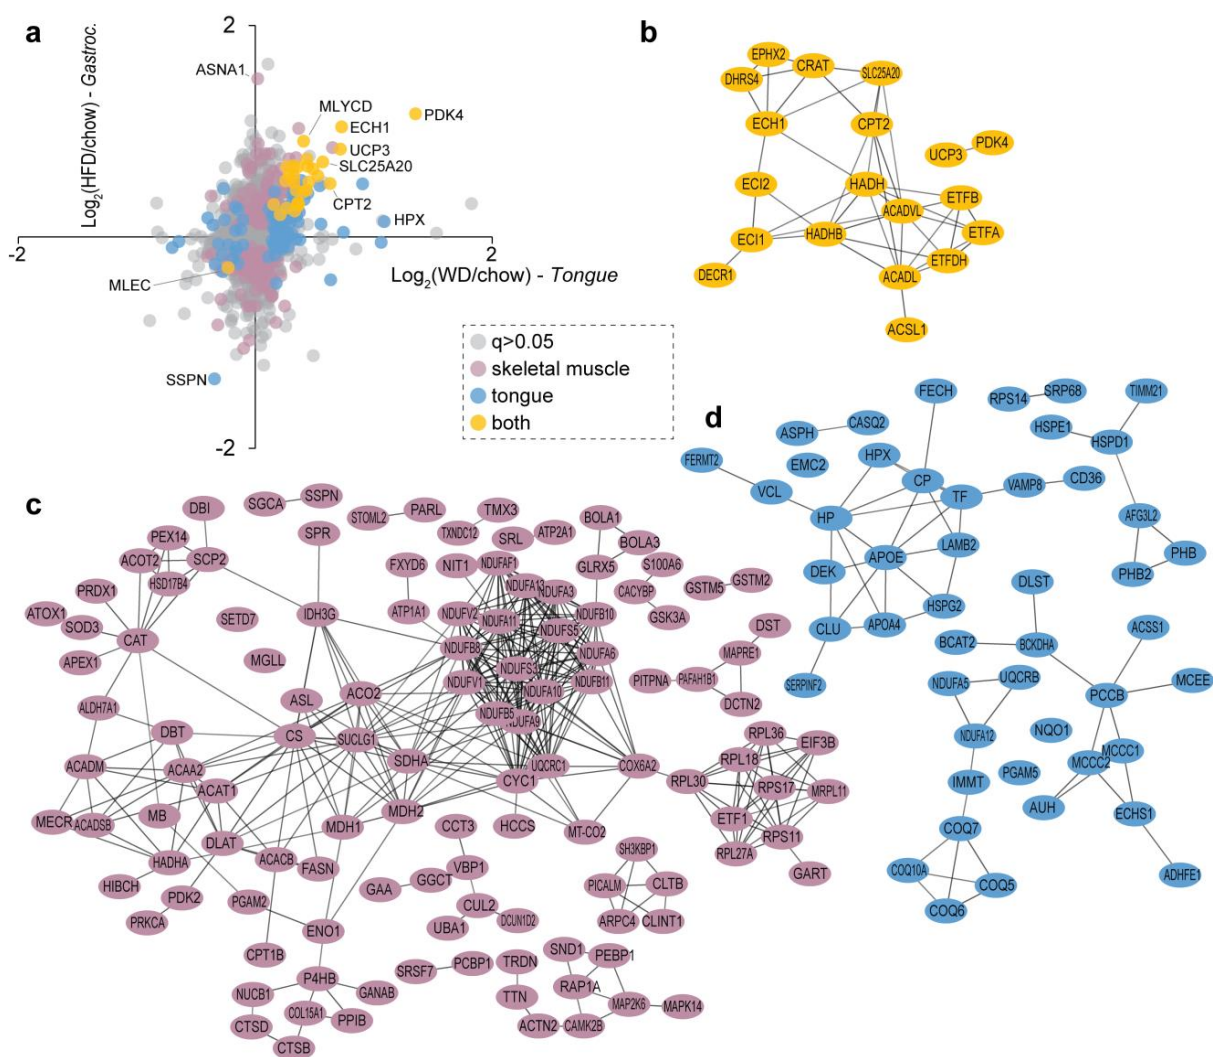 a
2
Log2(HFD/chow) - Gastroc.
ASNA1
MLYCD
PDK4
ECH1
UCP3
SLC25A20
CPT2
HPX
-2
2
MLEC
Log2(WD/chow) - Tongue
SSPN
-2
q>0.05
skeletal muscle
tongue
both
b
EPHX2
CRAT
SLC25A20
DHRS4
ECH1
CPT2
PDK4
UCP3
ECI2
HADH
ETFB
ACADVL
ECI1
HADHB
ETFA
ETFDH
DECR1
ACADL
ACSL1
c
DBI
SGCA
SSPN
STOML2
PARL
TMX3
TXNDC12
BOLA1
PEX14
ACOT2
SCP2
SPR
SRL
ATP2A1
BOLA3
HSD17B4
FXYD6
NIT1
NDUFAF1
GLRX5
S100A6
PRDX1
NDUFA13
NDUFA3
CACYBP
GSTM5
GSTM2
ATOX1
SOD3
SETD7
IDH3G
ATP1A1
NDUFV2
NDUFA11
NDUFB10
GSK3A
CAT
NDUFS5
DST
APEX1
MGLL
NDUFB8
NDUFS3
NDUFA6
MAPRE1
ASL
ACO2
NDUFV1
NDUFA10
NDUFB11
PITPNA
PAFAH1B1
ALDH7A1
NDUFB5
NDUFA9
DCTN2
DBT
CS
SUCLG1
RPL36
EIF3B
ACADM
ACAA2
SDHA
UQCRC1
COX6A2
RPL18
CYC1
RPL30
RPS17
MRPL11
ACAT1
MECR
ACADSB
MB
MDH1
MDH2
HCCS
MT-CO2
ETF1
RPS11
DLAT
CCT3
RPL27A
HADHA
ACACB
FASN
VBP1
SH3KBP1
GART
HIBCH
PDK2
GAA
GGCT
PICALM
CLTB
PRKCA
PGAM2
CUL2
ARPC4
CLINT1
ENO1
UBA1
DCUN1D2
CPT1B
SND1
PEBP1
P4HB
SRSF7
PCBP1
TRDN
NUCB1
GANAB
RAP1A
COL15A1
PPIB
TTN
MAP2K6
MAPK14
CTSD
ACTN2
CAMK2B
CTSB
d
FECH
RPS14
SRP68
TIMM21
ASPH
CASQ2
HSPE1
HSPD1
FERMT2
EMC2
HPX
CP
VCL
TF
VAMP8
CD36
HP
AFG3L2
LAMB2
PHB
APOE
DEK
DLST
PHB2
HSPG2
CLU
APOA4
BCAT2
BCKDHA
ACSS1
SERPINF2
NDUFA5
UQCRB
MCEE
PCCB
NDUFA12
NQO1
MCCC1
MCCC2
IMMT
PGAM5
AUH
ECHS1
COQ7
COQ10A
COQ5
ADHFE1
COQ6